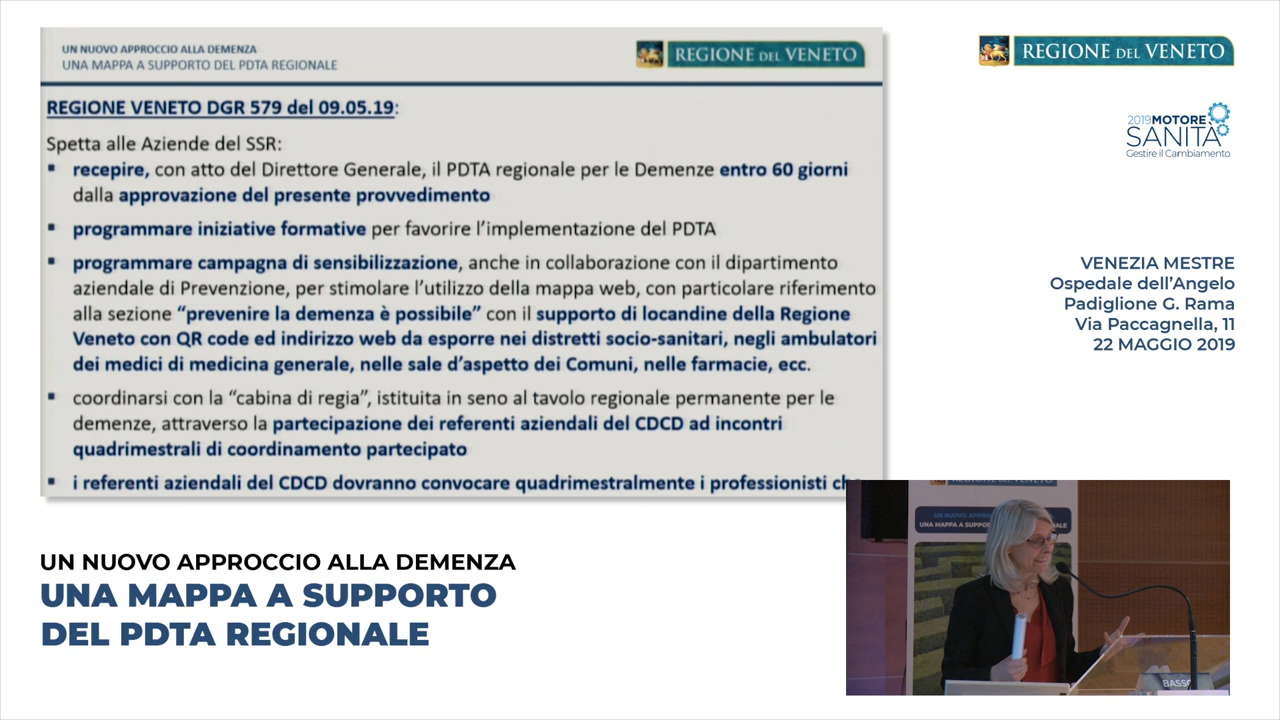 UN NUOVO APPROCCIO ALLA DEMENZA
UNA MAPPA A SUPPORTO DEL PDTA REGIONALE
REGIONE DEL VENETO
REGIONE VENETO DGR 579 del 09.05.19:
Spetta alle Aziende del SSR:
▪ recepire, con atto del Direttore Generale, il PDTA regionale per le Demenze entro 60 giorni
dalla approvazione del presente provvedimento
▪ programmare iniziative formative per favorire l'implementazione del PDTA
▪ programmare campagna di sensibilizzazione, anche in collaborazione con il dipartimento
aziendale di Prevenzione, per stimolare l'utilizzo della mappa web, con particolare riferimento
alla sezione "prevenire la demenza è possibile" con il supporto di locandine della Regione
Veneto con QR code ed indirizzo web da esporre nei distretti socio-sanitari, negli ambulatori
dei medici di medicina generale, nelle sale d'aspetto dei Comuni, nelle farmacie, ecc.
▪ coordinarsi con la "cabina di regia", istituita in seno al tavolo regionale permanente per le
demenze, attraverso la partecipazione dei referenti aziendali del CDCD ad incontri
quadrimestrali di coordinamento partecipato
▪ i referenti aziendali del CDCD dovranno convocare quadrimestralmente i professionisti
REGIONE DEL VENETO
2019MOTORE
SANITÀ
Gestire il Cambiamento
VENEZIA MESTRE
Ospedale dell'Angelo
Padiglione G. Rama
Via Paccagnella, 11
22 MAGGIO 2019
UN NUOVO APPROCCIO ALLA DEMENZA
UNA MAPPA A SUPPORTO
DEL PDTA REGIONALE
UN NUOVO
UNA MAPPA A